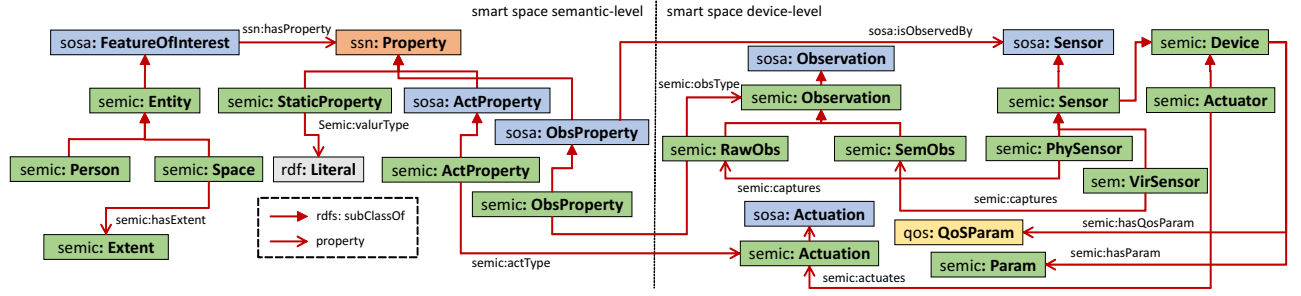 smart space semantic-level
smart space device-level
sosa: FeatureOfInterest
ssn:hasProperty
ssn: Property
sosa:isObservedBy
sosa: Sensor
semic: Device
sosa: Observation
semic:obsType
semic: Observation
semic: Entity
semic: StaticProperty
sosa: ActProperty
semic: Sensor
semic: Actuator
Semic:valurType
sosa: ObsProperty
semic: RawObs
semic: SemObs
semic: PhySensor
semic: Person
semic: Space
rdf: Literal
semic: ActProperty
sem: VirSensor
semic:captures
semic:captures
semic:hasExtent
semic: ObsProperty
rdfs: subClassOf
property
sosa: Actuation
semic:hasQosParam
qos: QoSParam
semic: Extent
semic:actType
semic: Actuation
semic:hasParam
semic: Param
semic:actuates